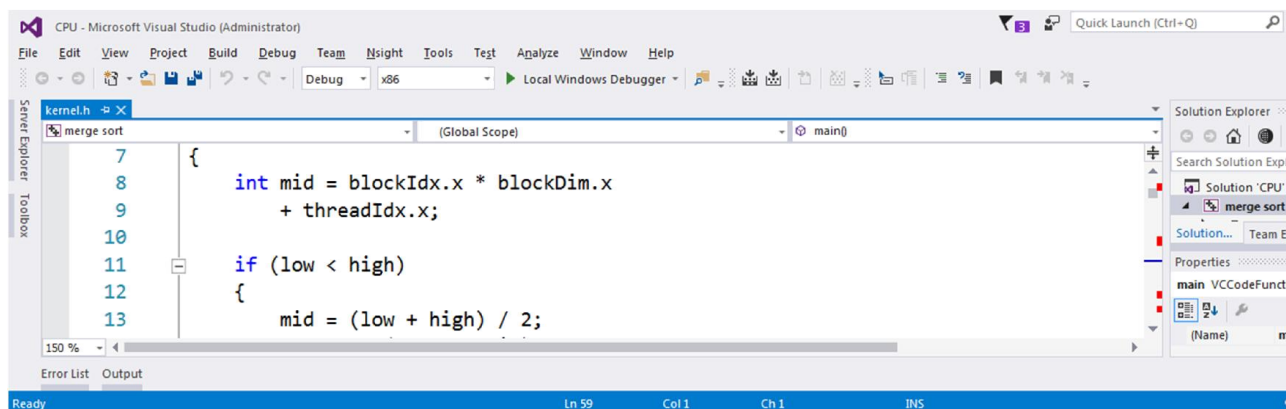 CPU - Microsoft Visual Studio (Administrator)
3
Quick Launch (Ctrl+Q)
File Edit View Project Build Debug Team Nsight Tools Test Analyze Window Help
Debug x86 Local Windows Debugger
Server Explorer
Toolbox
kernel.h
merge sort (Global Scope) main()
7 {
8 int mid = blockIdx.x * blockDim.x
9 + threadIdx.x;
10
11 if (low < high)
12 {
13 mid = (low + high) / 2;
150 %
Solution Explorer
Search Solution Expl
Solution 'CPU'
merge sort
Solution... Team E
Properties
main VCCodeFunct
(Name) m
Error List Output
Ready Ln 59 Col 1 Ch 1 INS